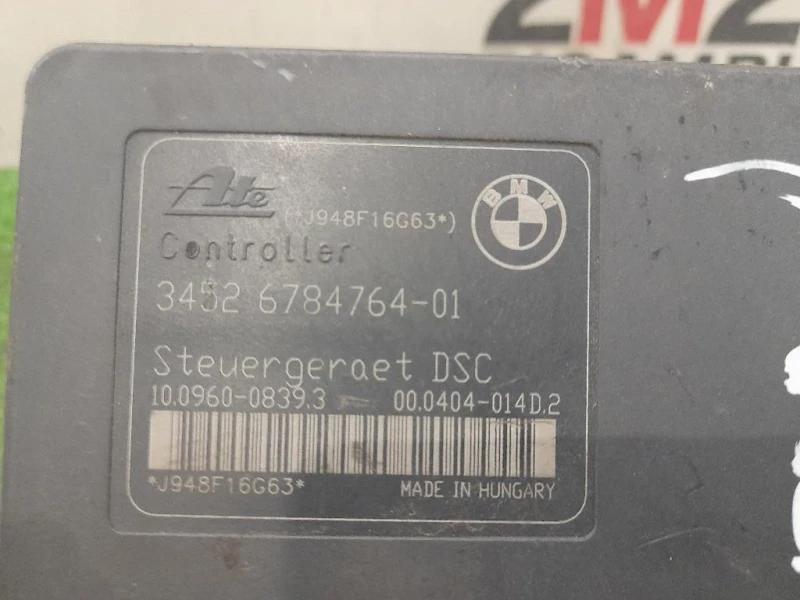 Ate
(*J948F16G63*)
BMW
Controller
3452 6784764-01
Steuergeraet DSC
10.0960-0839.3 00.0404-014D.2
*J948F16G63* MADE IN HUNGARY